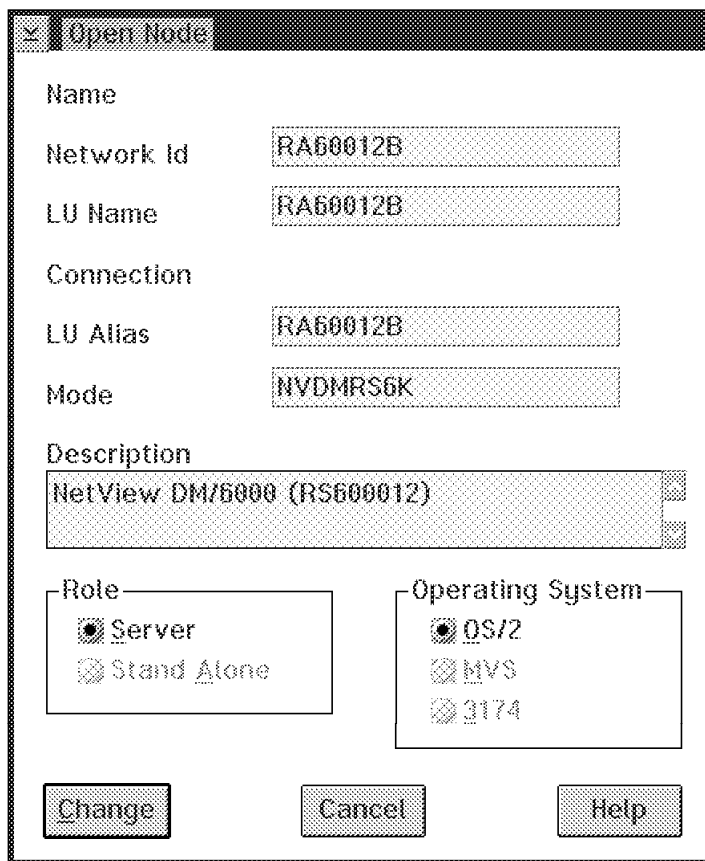 Open Node
Name
Network Id RA60012B
LU Name RA60012B
Connection
LU Alias RA60012B
Mode NVDMRS6K
Description
NetView DM/6000 (RS600012)
Role
Server
Stand Alone
Operating System
OS/2
MVS
3174
Change Cancel Help